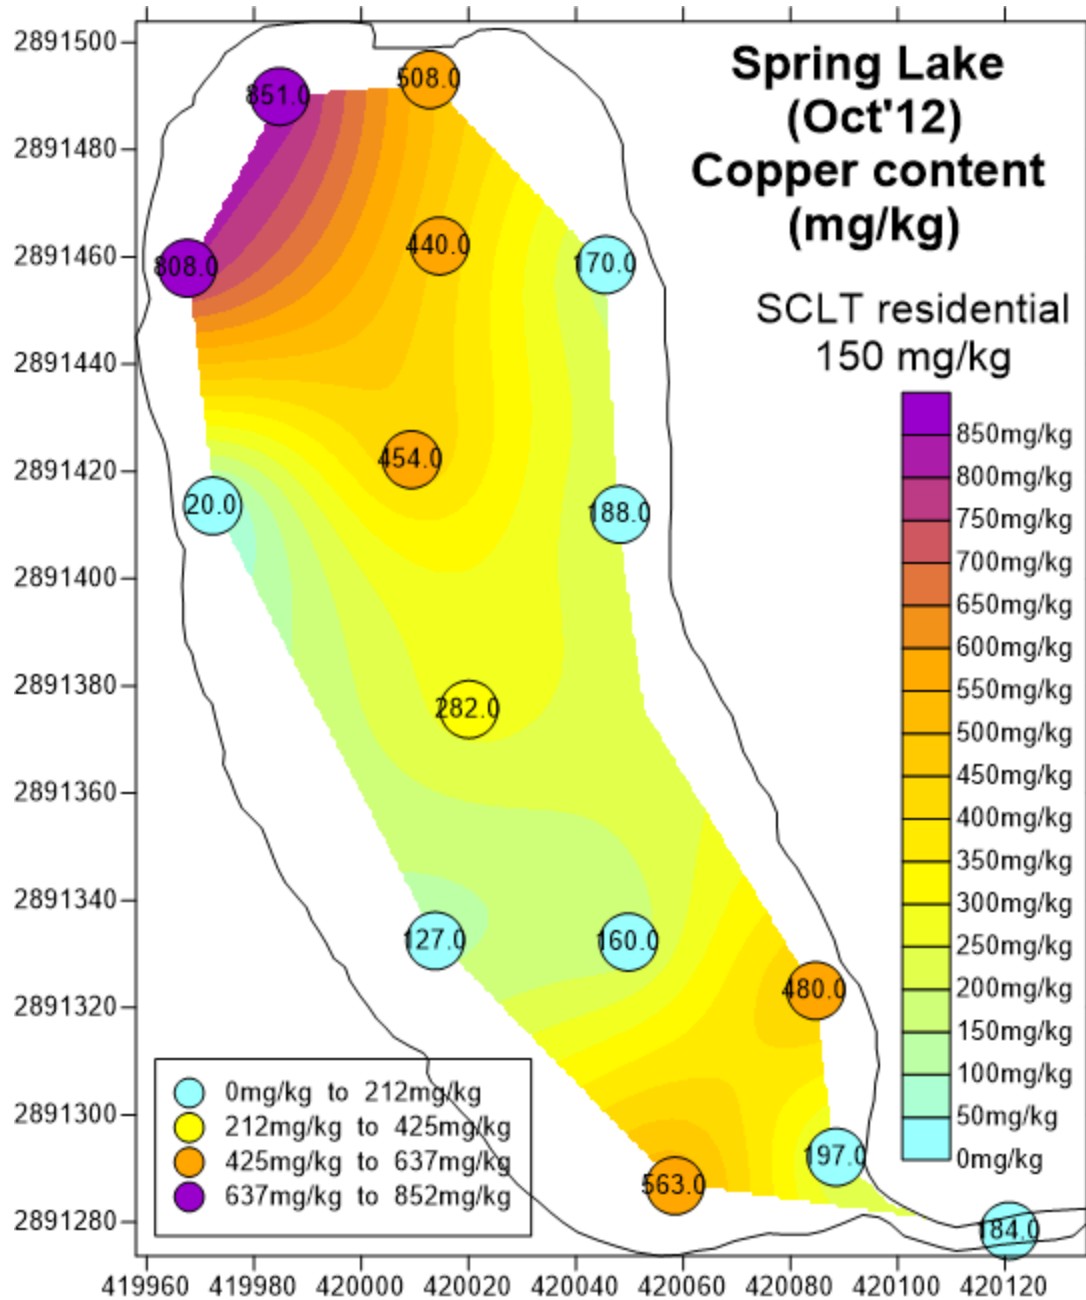 Spring Lake
(Oct'12)
Copper content
(mg/kg)
SCLT residential
150 mg/kg
850mg/kg
800mg/kg
750mg/kg
700mg/kg
650mg/kg
600mg/kg
550mg/kg
500mg/kg
450mg/kg
400mg/kg
350mg/kg
300mg/kg
250mg/kg
200mg/kg
150mg/kg
100mg/kg
50mg/kg
0mg/kg
2891500
2891480
2891460
2891440
2891420
2891400
2891380
2891360
2891340
2891320
2891300
2891280
851.0
508.0
440.0
170.0
808.0
454.0
20.0
188.0
282.0
127.0
160.0
480.0
197.0
563.0
184.0
0mg/kg to 212mg/kg
212mg/kg to 425mg/kg
425mg/kg to 637mg/kg
637mg/kg to 852mg/kg
419960 419980 420000 420020 420040 420060 420080 420100 420120